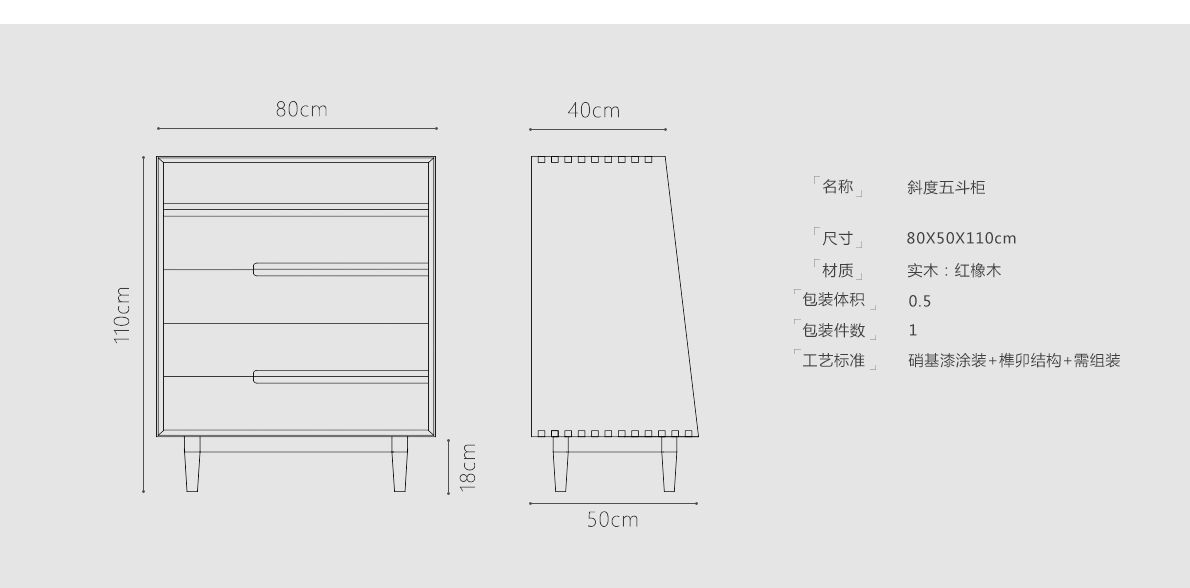 80cm
40cm
110cm
18cm
50cm
「名称」 斜度五斗柜
「尺寸」 80X50X110cm
「材质」 实木：红橡木
「包装体积」 0.5
「包装件数」 1
「工艺标准」 硝基漆涂装+榫卯结构+需组装